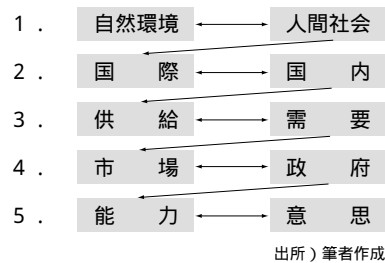 1． 自然環境 人間社会
2． 国際 国内
3． 供給 需要
4． 市場 政府
5． 能力 意思
出所）筆者作成